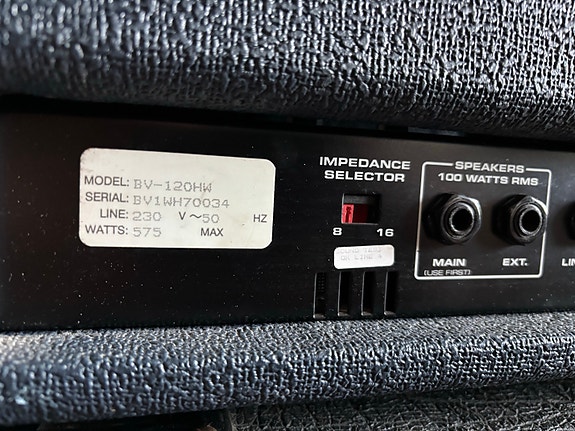 MODEL: BV-120HW
SERIAL: BV1WH70034
LINE: 230 V ~50 HZ
WATTS: 575 MAX
IMPEDANCE
SELECTOR
8 16
SPEAKERS
100 WATTS RMS
MAIN
(USE FIRST)
EXT.